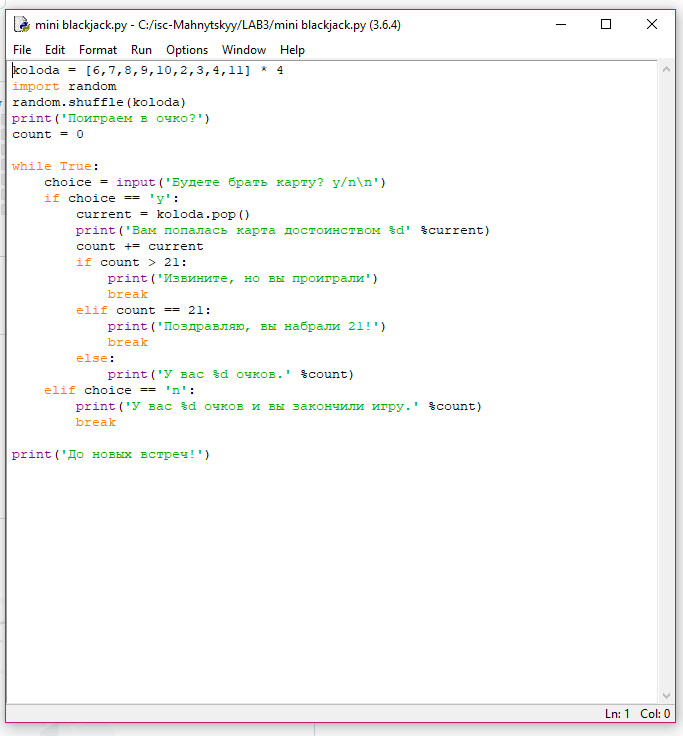 mini blackjack.py - C:/isc-Mahnytskyy/LAB3/mini blackjack.py (3.6.4)
File Edit Format Run Options Window Help
koloda = [6,7,8,9,10,2,3,4,11] * 4
import random
random.shuffle(koloda)
print('Поиграем в очко?')
count = 0

while True:
    choice = input('Будете брать карту? y/n\n')
    if choice == 'y':
        current = koloda.pop()
        print('Вам попалась карта достоинством %d' %current)
        count += current
        if count > 21:
            print('Извините, но вы проиграли')
            break
        elif count == 21:
            print('Поздравляю, вы набрали 21!')
            break
        else:
            print('У вас %d очков.' %count)
    elif choice == 'n':
        print('У вас %d очков и вы закончили игру.' %count)
        break

print('До новых встреч!')
Ln: 1 Col: 0